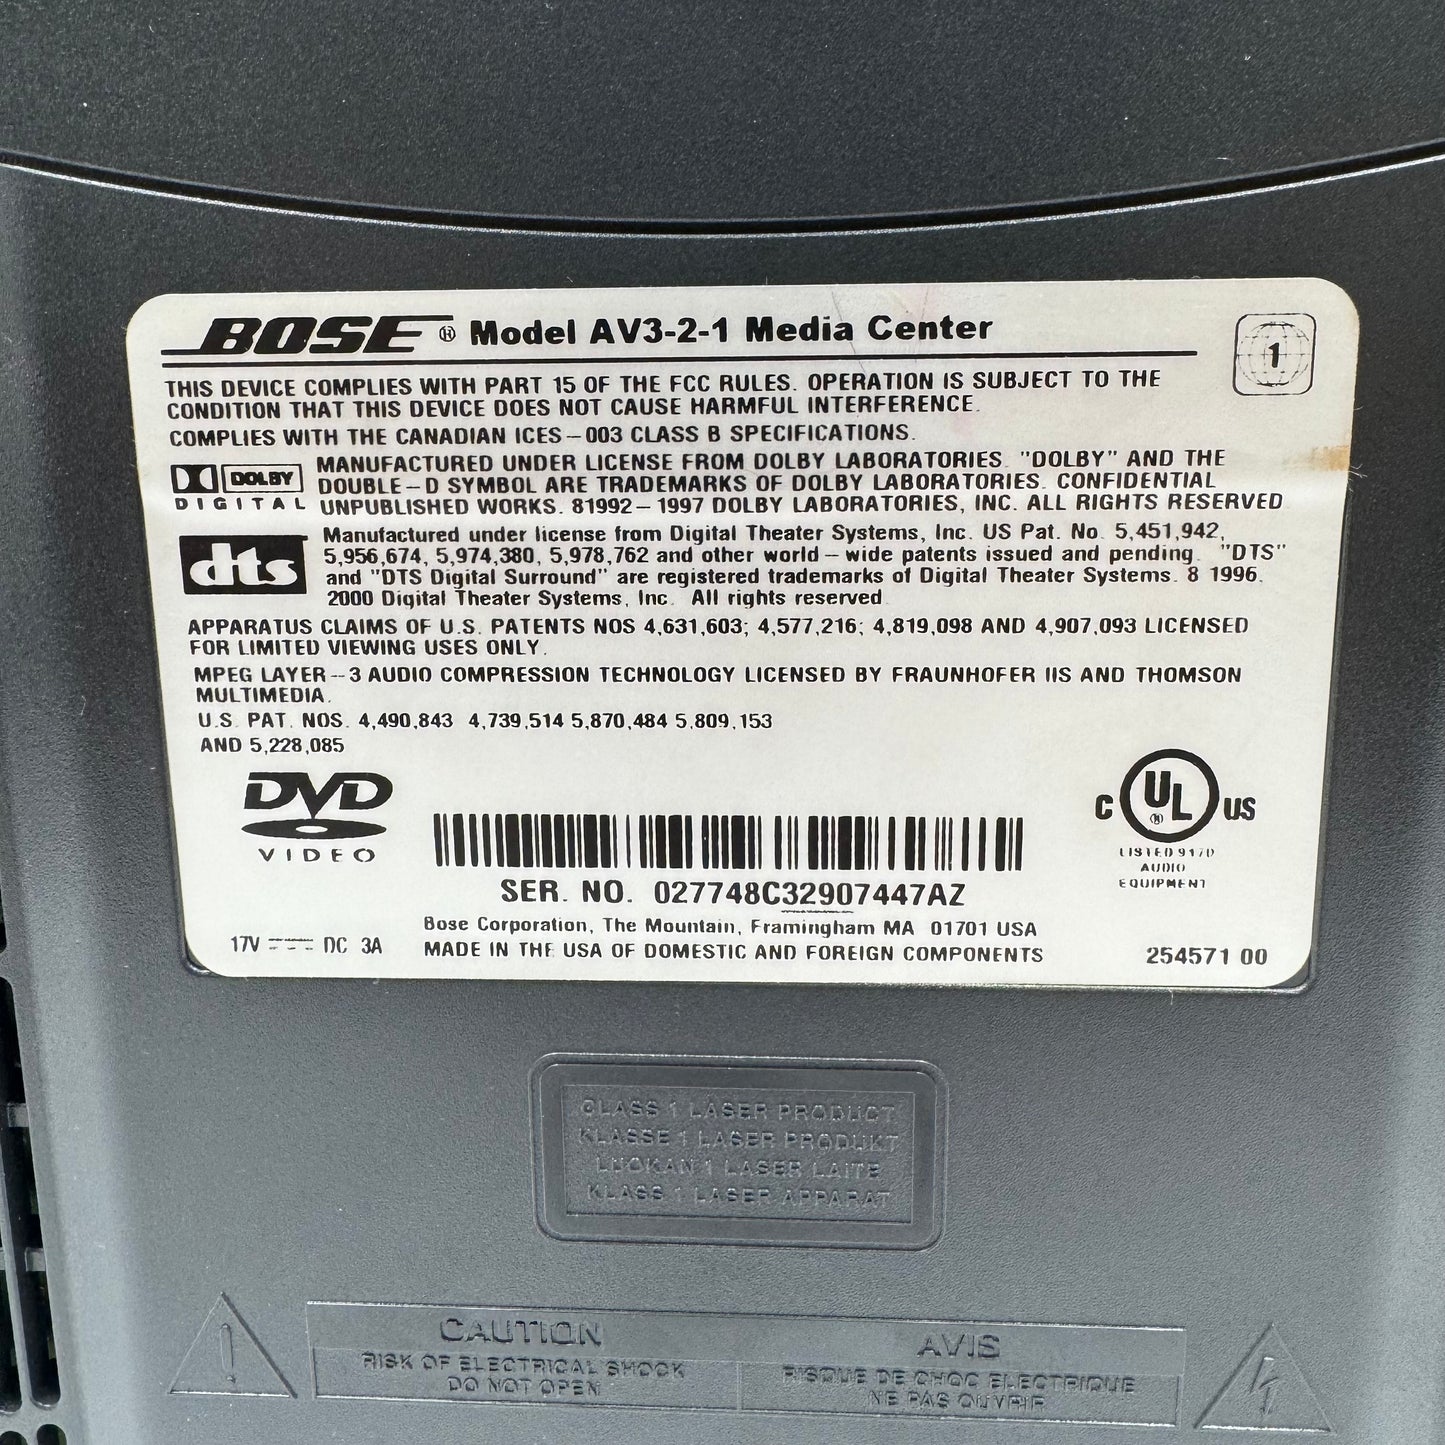 BOSE ® Model AV3-2-1 Media Center
1
THIS DEVICE COMPLIES WITH PART 15 OF THE FCC RULES. OPERATION IS SUBJECT TO THE
CONDITION THAT THIS DEVICE DOES NOT CAUSE HARMFUL INTERFERENCE.
COMPLIES WITH THE CANADIAN ICES-003 CLASS B SPECIFICATIONS.
DOLBY
DIGITAL
MANUFACTURED UNDER LICENSE FROM DOLBY LABORATORIES. "DOLBY" AND THE
DOUBLE-D SYMBOL ARE TRADEMARKS OF DOLBY LABORATORIES. CONFIDENTIAL
UNPUBLISHED WORKS. 81992-1997 DOLBY LABORATORIES, INC. ALL RIGHTS RESERVED
dts
Manufactured under license from Digital Theater Systems, Inc. US Pat. No. 5,451,942,
5,956,674, 5,974,380, 5,978,762 and other world-wide patents issued and pending. "DTS"
and "DTS Digital Surround" are registered trademarks of Digital Theater Systems. 8 1996,
2000 Digital Theater Systems, Inc. All rights reserved
APPARATUS CLAIMS OF U.S. PATENTS NOS 4,631,603; 4,577,216; 4,819,098 AND 4,907,093 LICENSED
FOR LIMITED VIEWING USES ONLY.
MPEG LAYER-3 AUDIO COMPRESSION TECHNOLOGY LICENSED BY FRAUNHOFER IIS AND THOMSON
MULTIMEDIA.
U.S. PAT. NOS. 4,490,843 4,739,514 5,870,484 5,809,153
AND 5,228,085
DVD
VIDEO
C UL ® US
LISTED 917D
AUDIO
EQUIPMENT
SER. NO. 027748C32907447AZ
Bose Corporation, The Mountain, Framingham MA 01701 USA
17V DC 3A
MADE IN THE USA OF DOMESTIC AND FOREIGN COMPONENTS
254571 00
CLASS 1 LASER PRODUCT
KLASSE 1 LASER PRODUKT
LUOKAN 1 LASER LAITE
KLASS 1 LASER APPARAT
CAUTION
RISK OF ELECTRICAL SHOCK
DO NOT OPEN
AVIS
RISQUE DE CHOC ELECTRIQUE
NE PAS OUVRIR